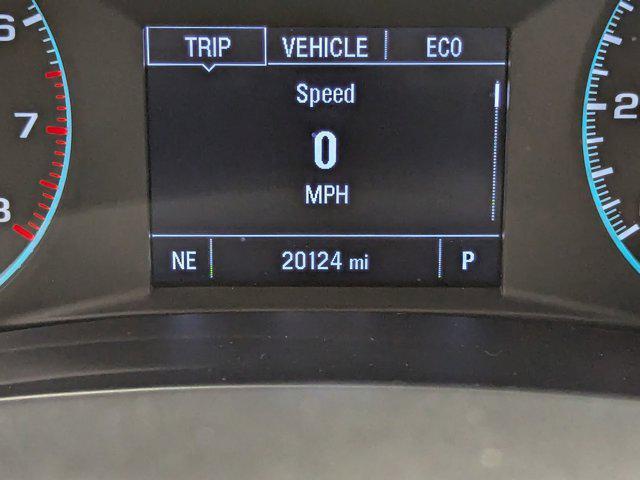 TRIP VEHICLE ECO
Speed
0
MPH
NE 20124 mi P
6
7
8
2